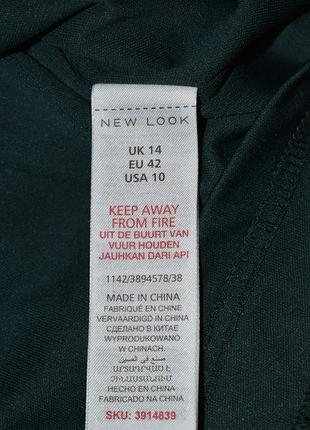 NEW LOOK
UK 14
EU 42
USA 10
KEEP AWAY
FROM FIRE
UIT DE BUURT VAN
VUUR HOUDEN
JAUHKAN DARI API
1142/3894578/38
MADE IN CHINA
FABRIQUÉ EN CHINE
VERVAARDIGD IN CHINA
СДЕЛАНО В КИТАЕ
WYPRODUKOWANO
W CHINACH.
صنع في الصين
ԱՐՏԱԴՐՎԱԾ Է
ՉԻՆԱՍՏԱՆՈՒՄ
HECHO EN CHINA
FABRICADO NA CHINA
SKU: 3914839